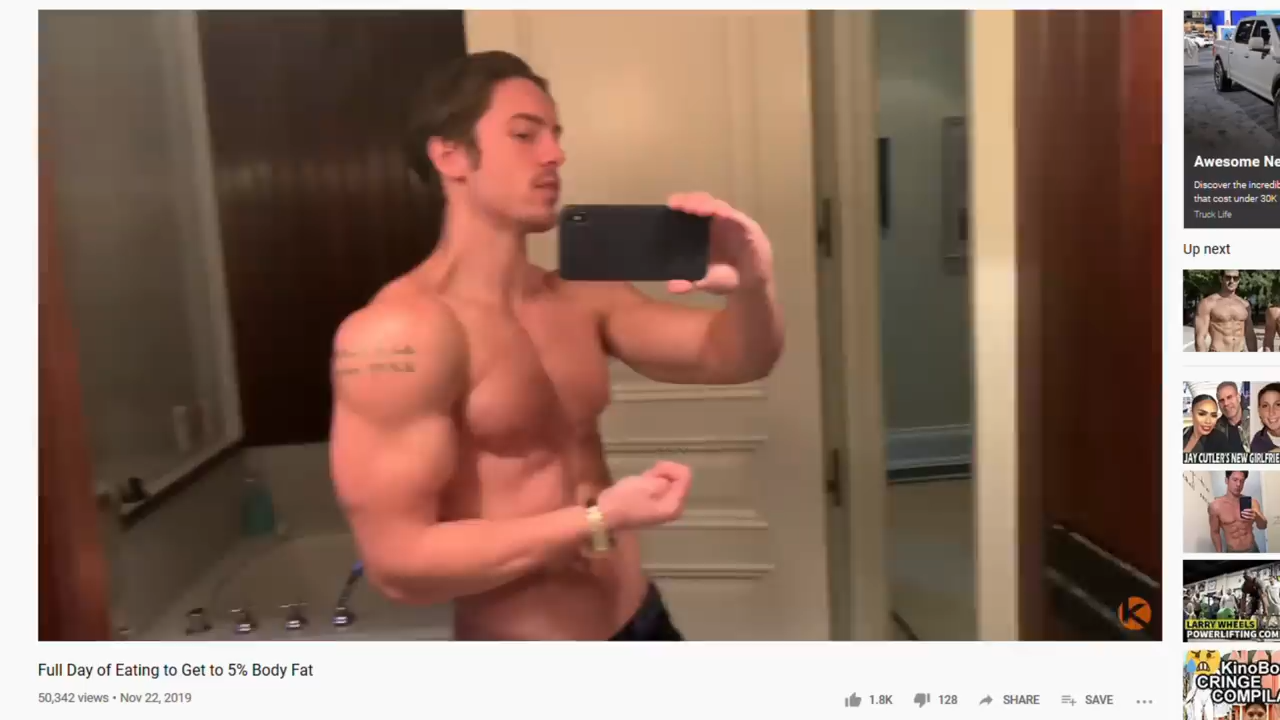 Awesome Ne
Discover the incredib
that cost under 30K
Truck Life
Up next
JAY CUTLER'S NEW GIRLFRIE
LARRY WHEELS
POWERLIFTING COM
KinoBo
CRINGE
COMPIL
K
Full Day of Eating to Get to 5% Body Fat
50,342 views • Nov 22, 2019
1.8K 128 SHARE SAVE